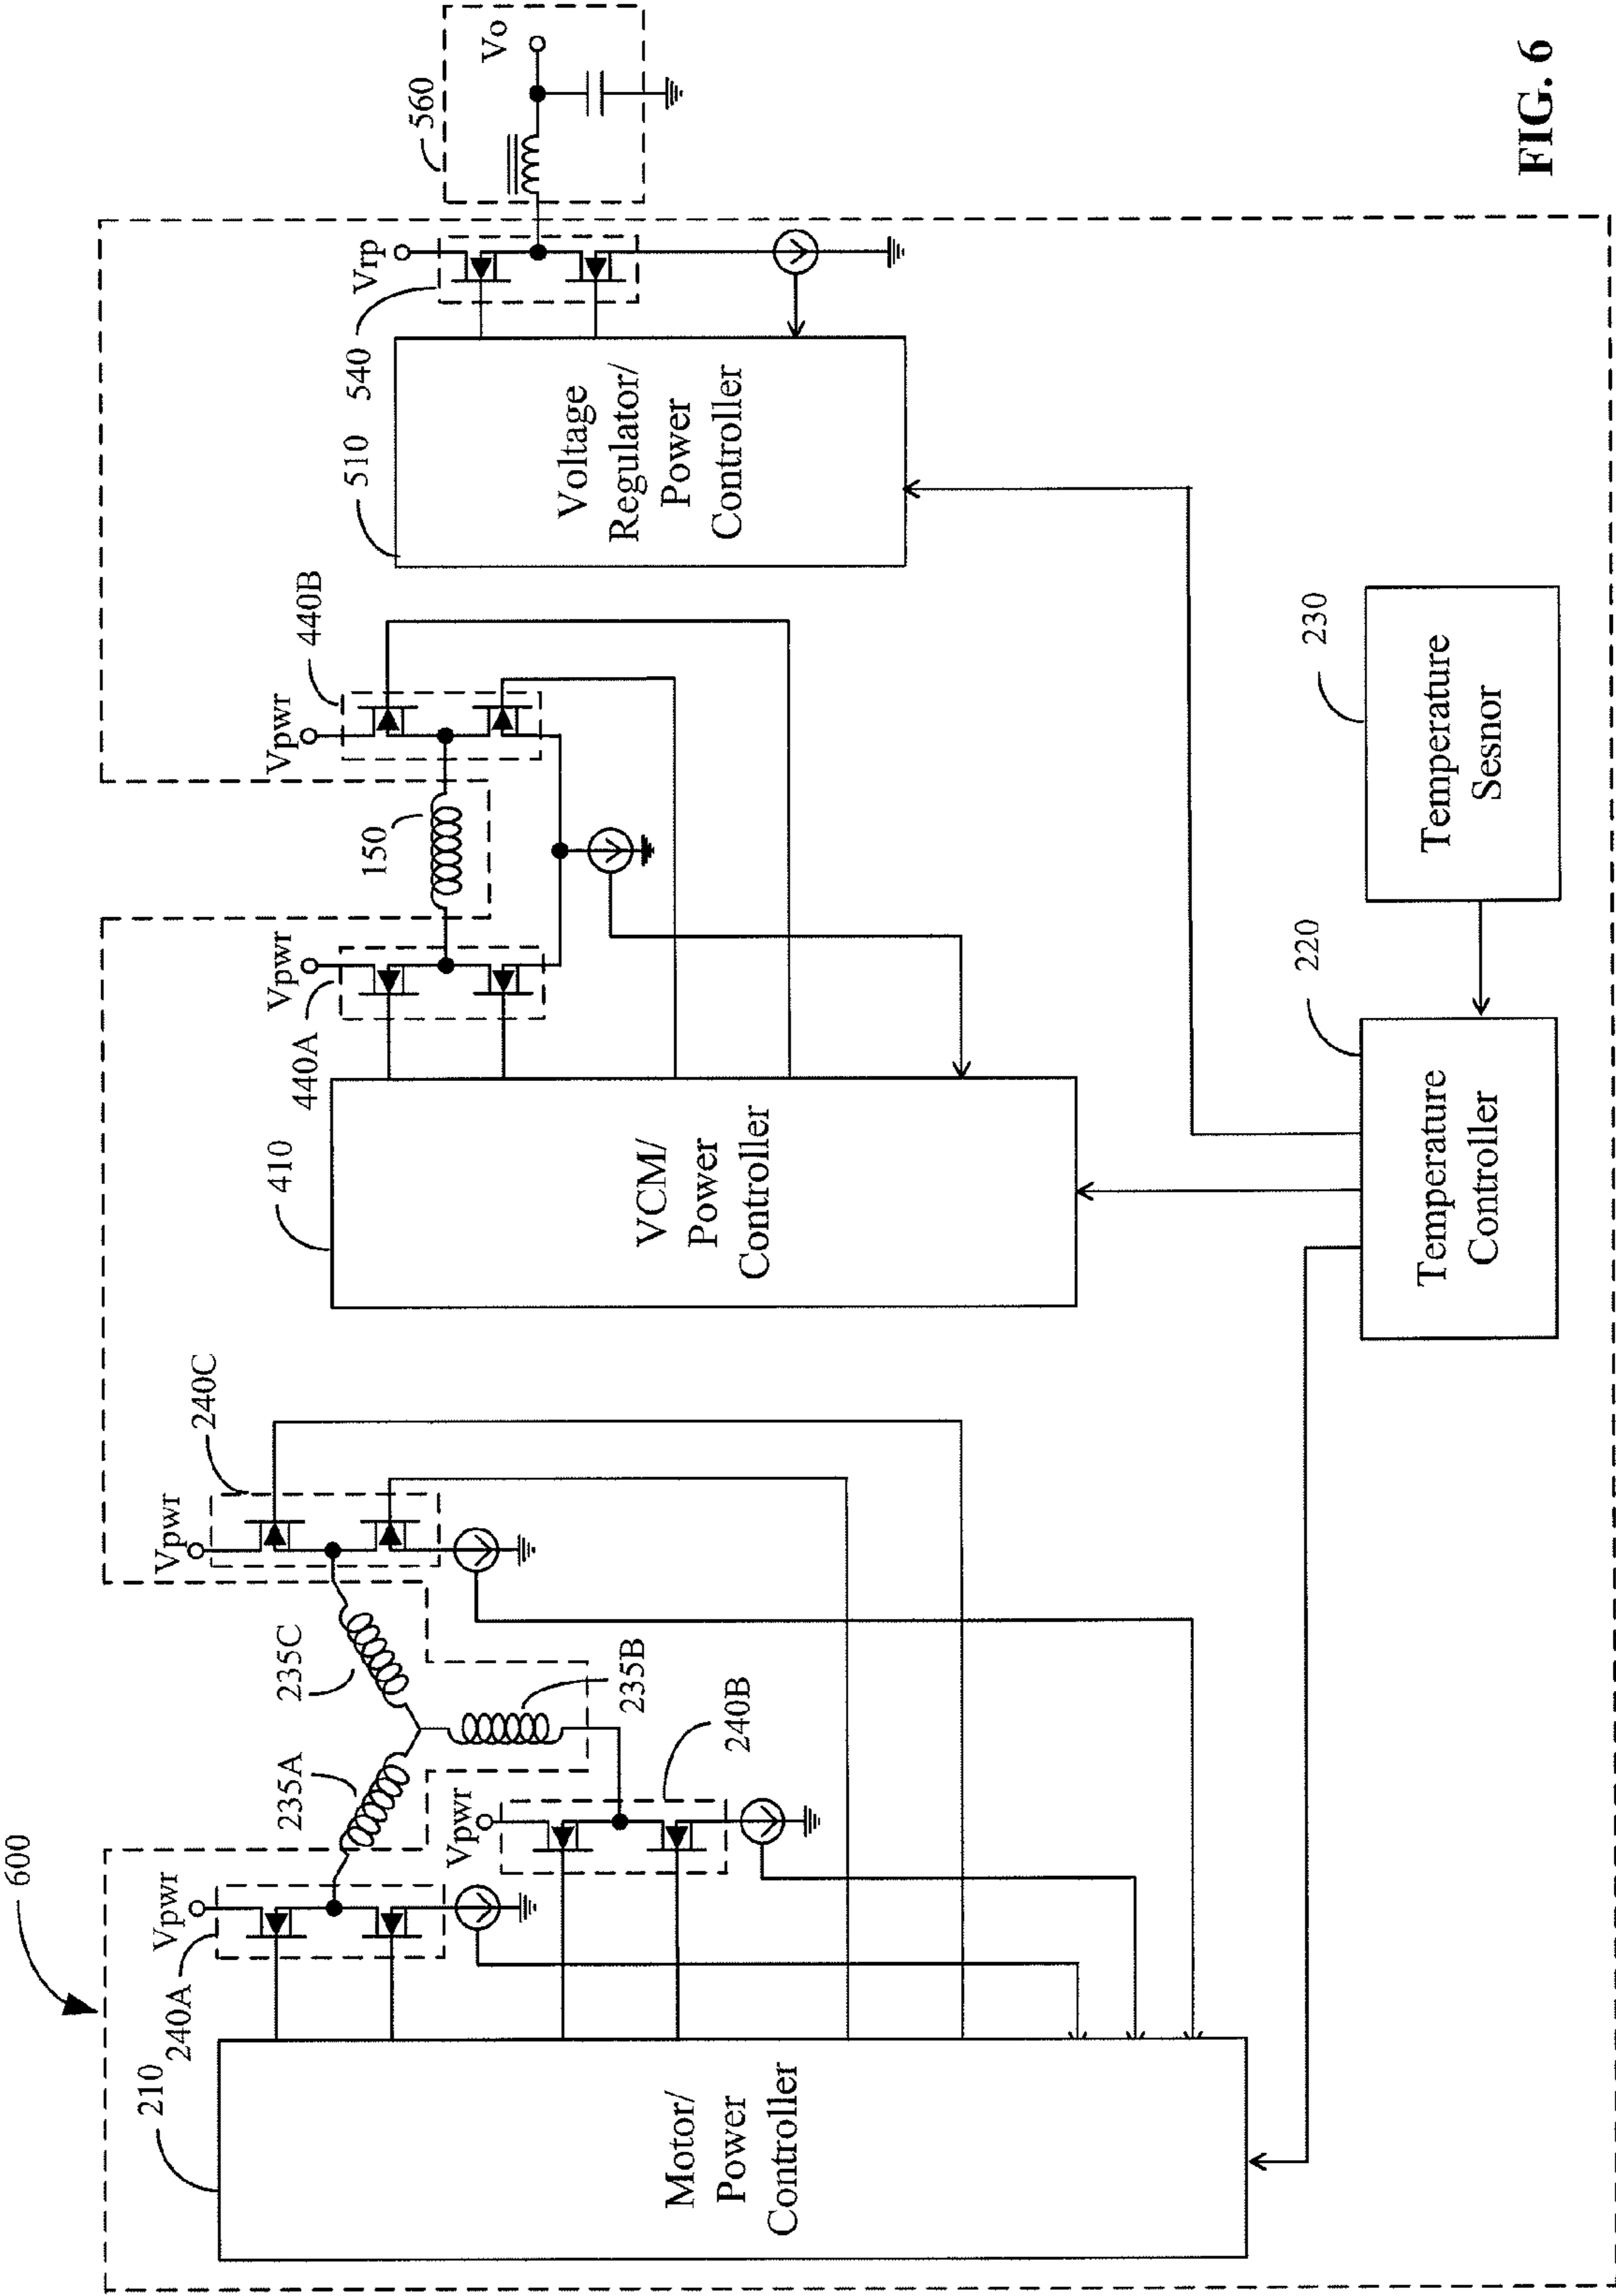 600
210
Motor/
Power
Controller
240A
Vpwr
235A
235C
Vpwr
240C
Vpwr
235B
240B
410
VCM/
Power
Controller
440A
Vpwr
150
Vpwr
440B
510
Voltage
Regulator/
Power
Controller
540
Vrp
560
Vo
220
Temperature
Controller
230
Temperature
Sesnor
FIG. 6